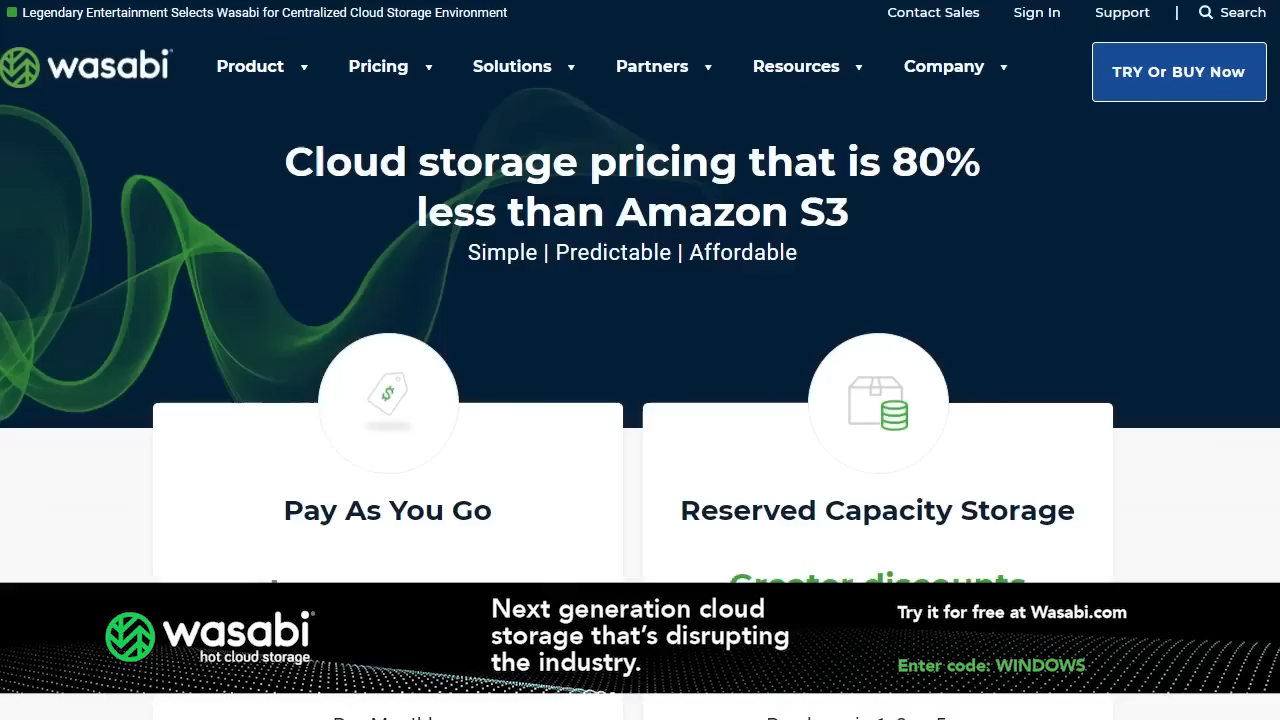 Legendary Entertainment Selects Wasabi for Centralized Cloud Storage Environment
Contact Sales Sign In Support | Search
wasabi
Product Pricing Solutions Partners Resources Company
TRY Or BUY Now
Cloud storage pricing that is 80%
less than Amazon S3
Simple | Predictable | Affordable
Pay As You Go
Reserved Capacity Storage
Greater discounts
wasabi
hot cloud storage
Next generation cloud
storage that's disrupting
the industry.
Try it for free at Wasabi.com
Enter code: WINDOWS